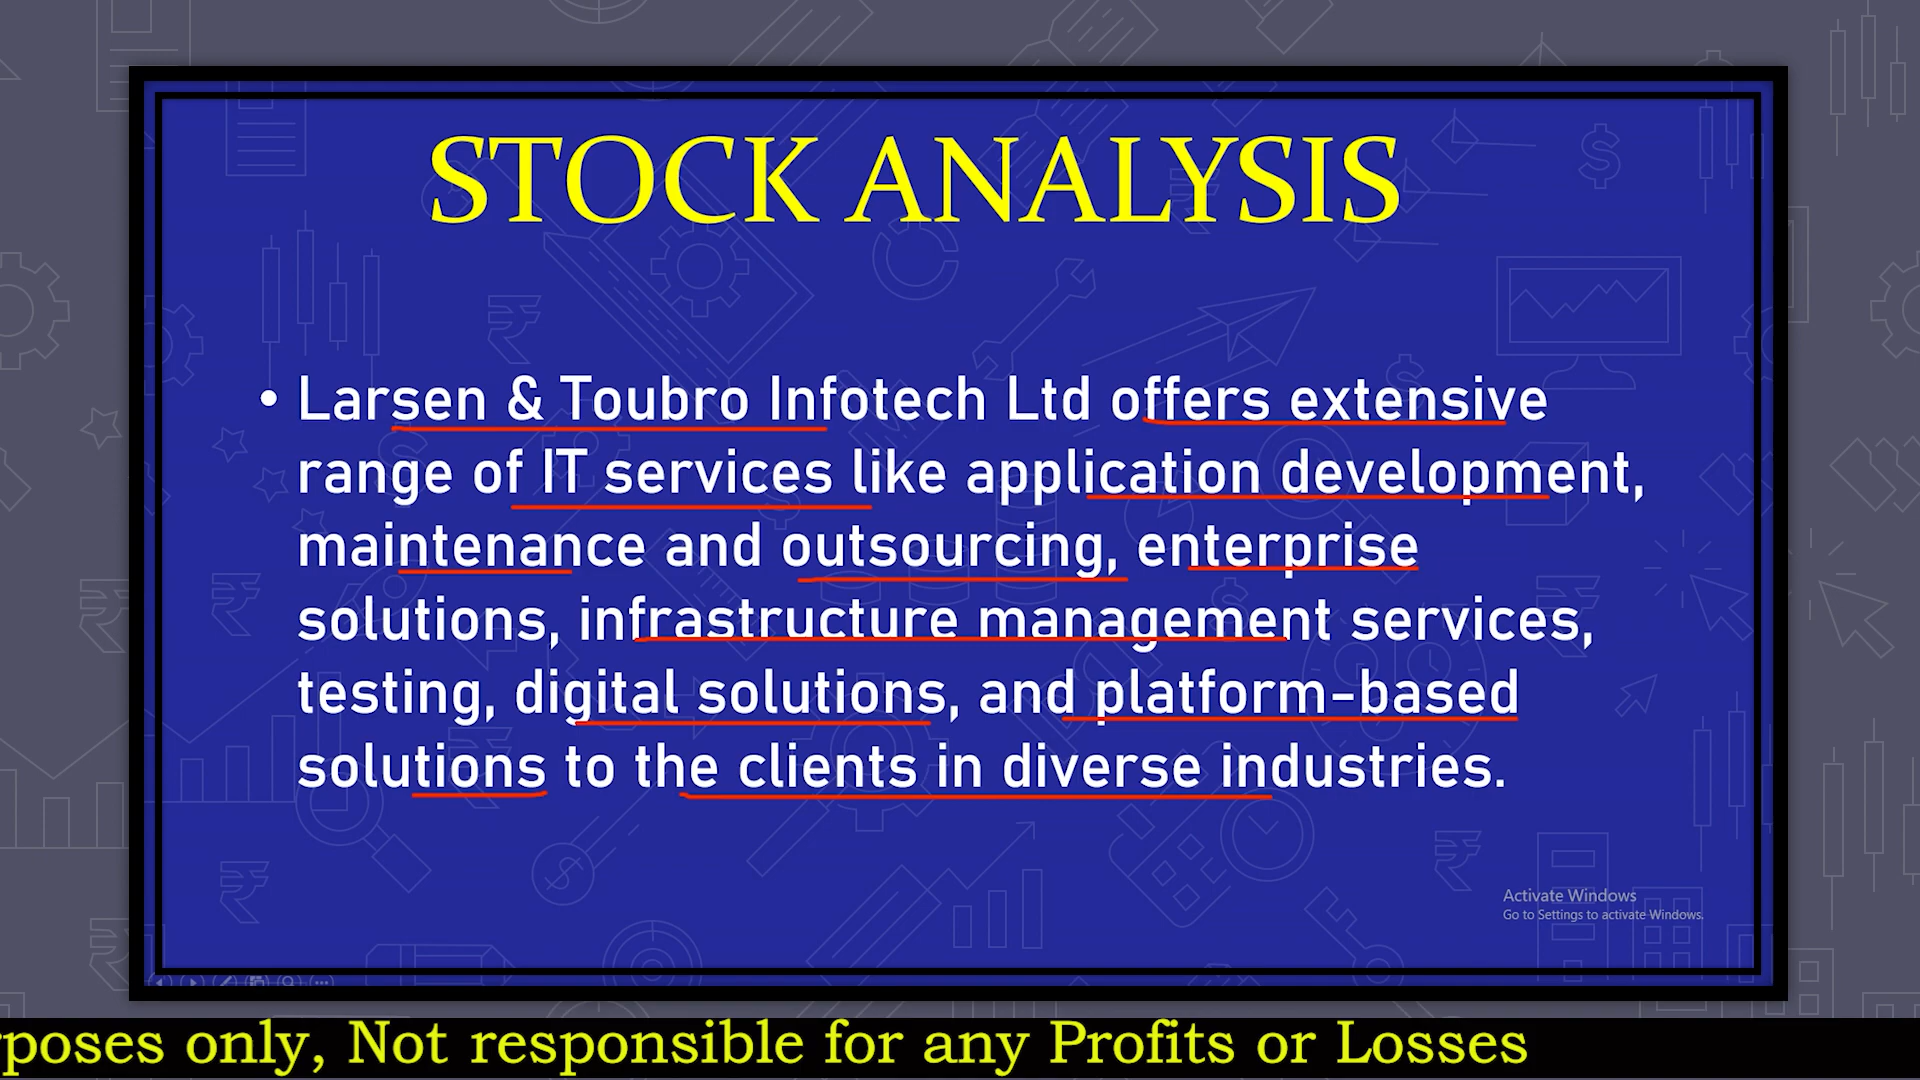 STOCK ANALYSIS
• Larsen & Toubro Infotech Ltd offers extensive
range of IT services like application development,
maintenance and outsourcing, enterprise
solutions, infrastructure management services,
testing, digital solutions, and platform-based
solutions to the clients in diverse industries.
Activate Windows
Go to Settings to activate Windows.
rposes only, Not responsible for any Profits or Losses